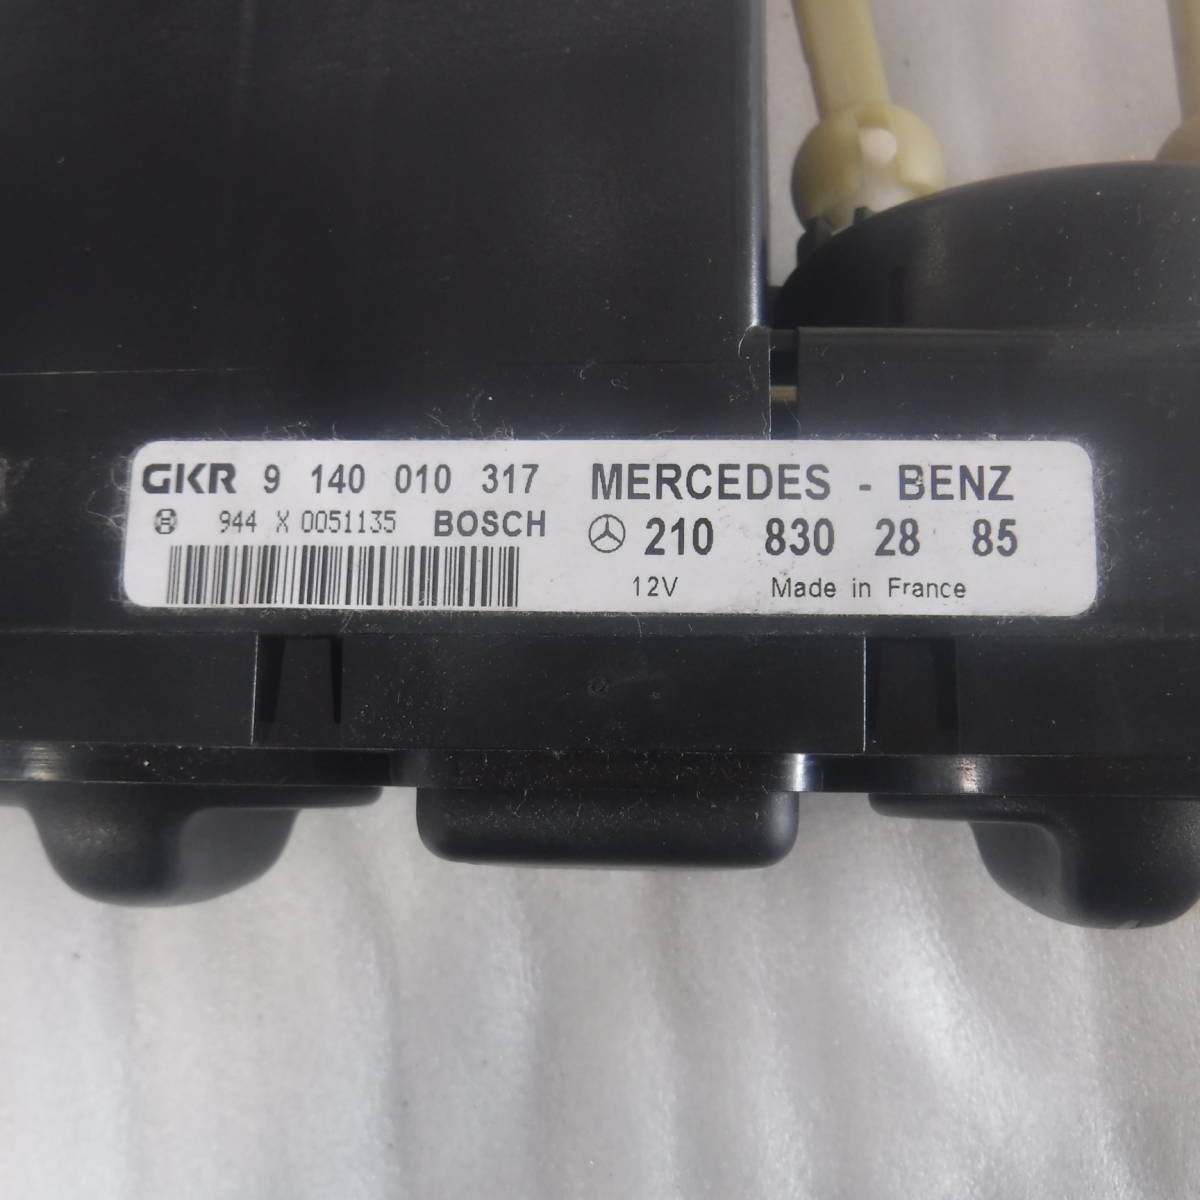 GKR 9 140 010 317
944 X 0051135 BOSCH
MERCEDES - BENZ
210 830 28 85
12V Made in France